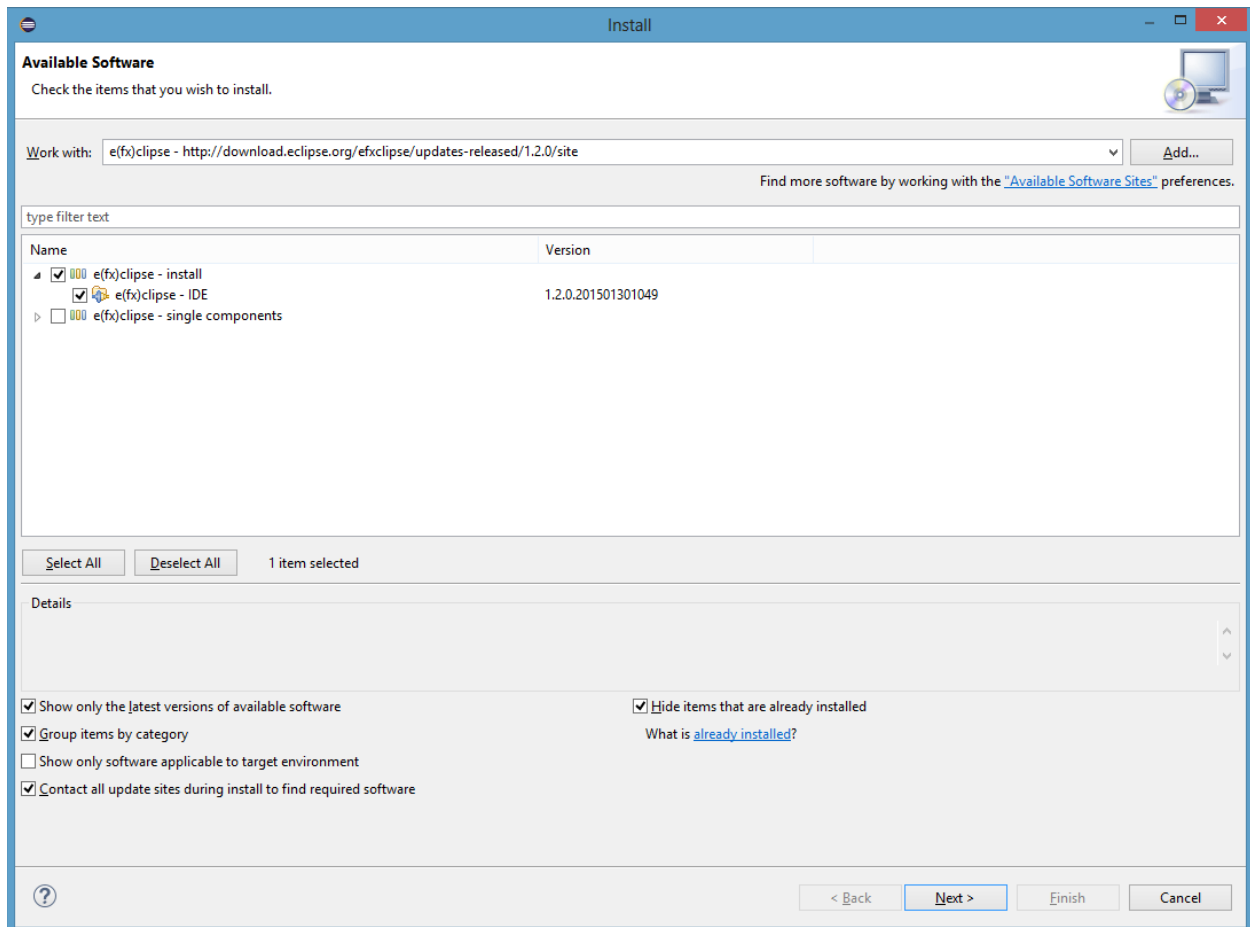 Install
Available Software
Check the items that you wish to install.
Work with: e(fx)clipse - http://download.eclipse.org/efxclipse/updates-released/1.2.0/site Add...
Find more software by working with the "Available Software Sites" preferences.
type filter text
Name Version
e(fx)clipse - install
e(fx)clipse - IDE 1.2.0.201501301049
e(fx)clipse - single components
Select All Deselect All 1 item selected
Details
Show only the latest versions of available software Hide items that are already installed
Group items by category What is already installed?
Show only software applicable to target environment
Contact all update sites during install to find required software
? < Back Next > Finish Cancel